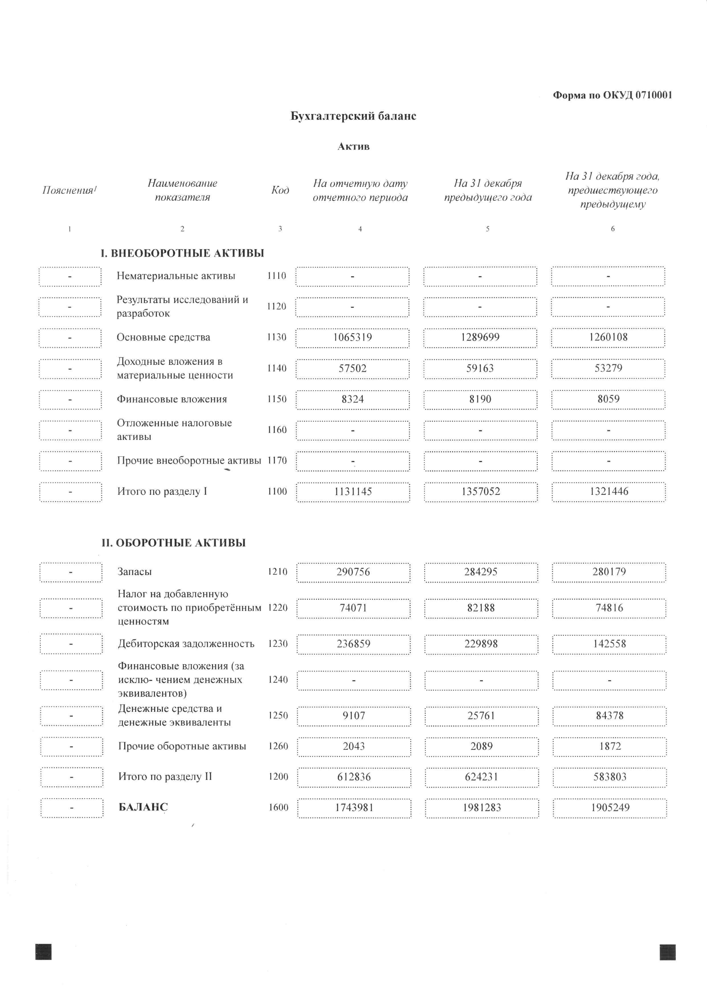 Форма по ОКУД 0710001
Бухгалтерский баланс
Актив
Пояснения1 Наименование показателя Код На отчетную дату отчетного периода На 31 декабря предыдущего года На 31 декабря года, предшествующего предыдущему
1 2 3 4 5 6
I. ВНЕОБОРОТНЫЕ АКТИВЫ
- Нематериальные активы 1110 - - -
- Результаты исследований и
разработок 1120 - - -
- Основные средства 1130 1065319 1289699 1260108
- Доходные вложения в
материальные ценности 1140 57502 59163 53279
- Финансовые вложения 1150 8324 8190 8059
- Отложенные налоговые
активы 1160 - - -
- Прочие внеоборотные активы 1170 - - -
- Итого по разделу I 1100 1131145 1357052 1321446
II. ОБОРОТНЫЕ АКТИВЫ
- Запасы 1210 290756 284295 280179
Налог на добавленную
- стоимость по приобретённым 1220 74071 82188 74816
ценностям
- Дебиторская задолженность 1230 236859 229898 142558
Финансовые вложения (за
- исклю- чением денежных 1240 - - -
эквивалентов)
- Денежные средства и
денежные эквиваленты 1250 9107 25761 84378
- Прочие оборотные активы 1260 2043 2089 1872
- Итого по разделу II 1200 612836 624231 583803
- БАЛАНС 1600 1743981 1981283 1905249